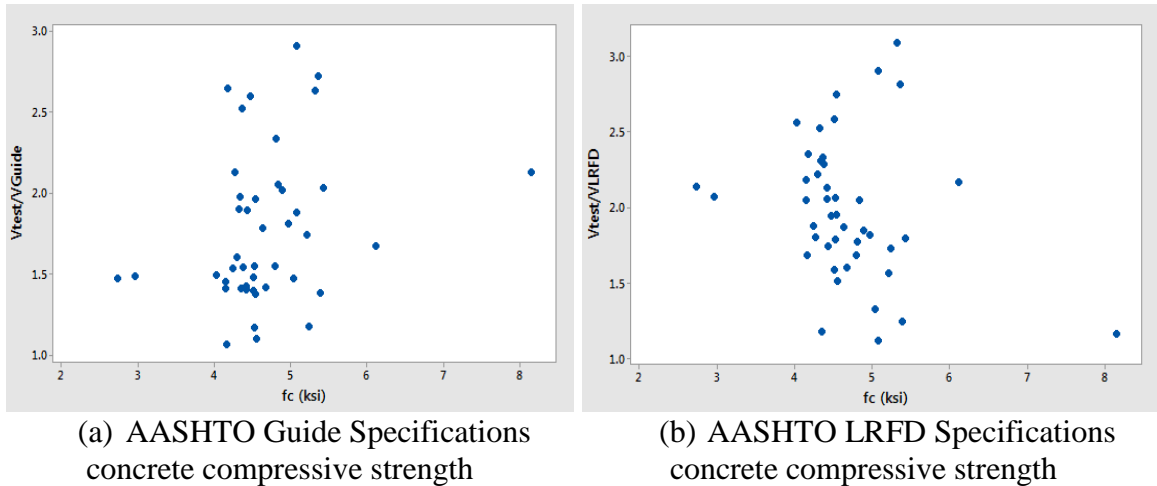 3.0
2.5
2.0
1.5
1.0
Vtest/VGuide
2 3 4 5 6 7 8
fc (ksi)
(a) AASHTO Guide Specifications
concrete compressive strength
3.0
2.5
2.0
1.5
1.0
Vtest/VLRFD
2 3 4 5 6 7 8
fc (ksi)
(b) AASHTO LRFD Specifications
concrete compressive strength